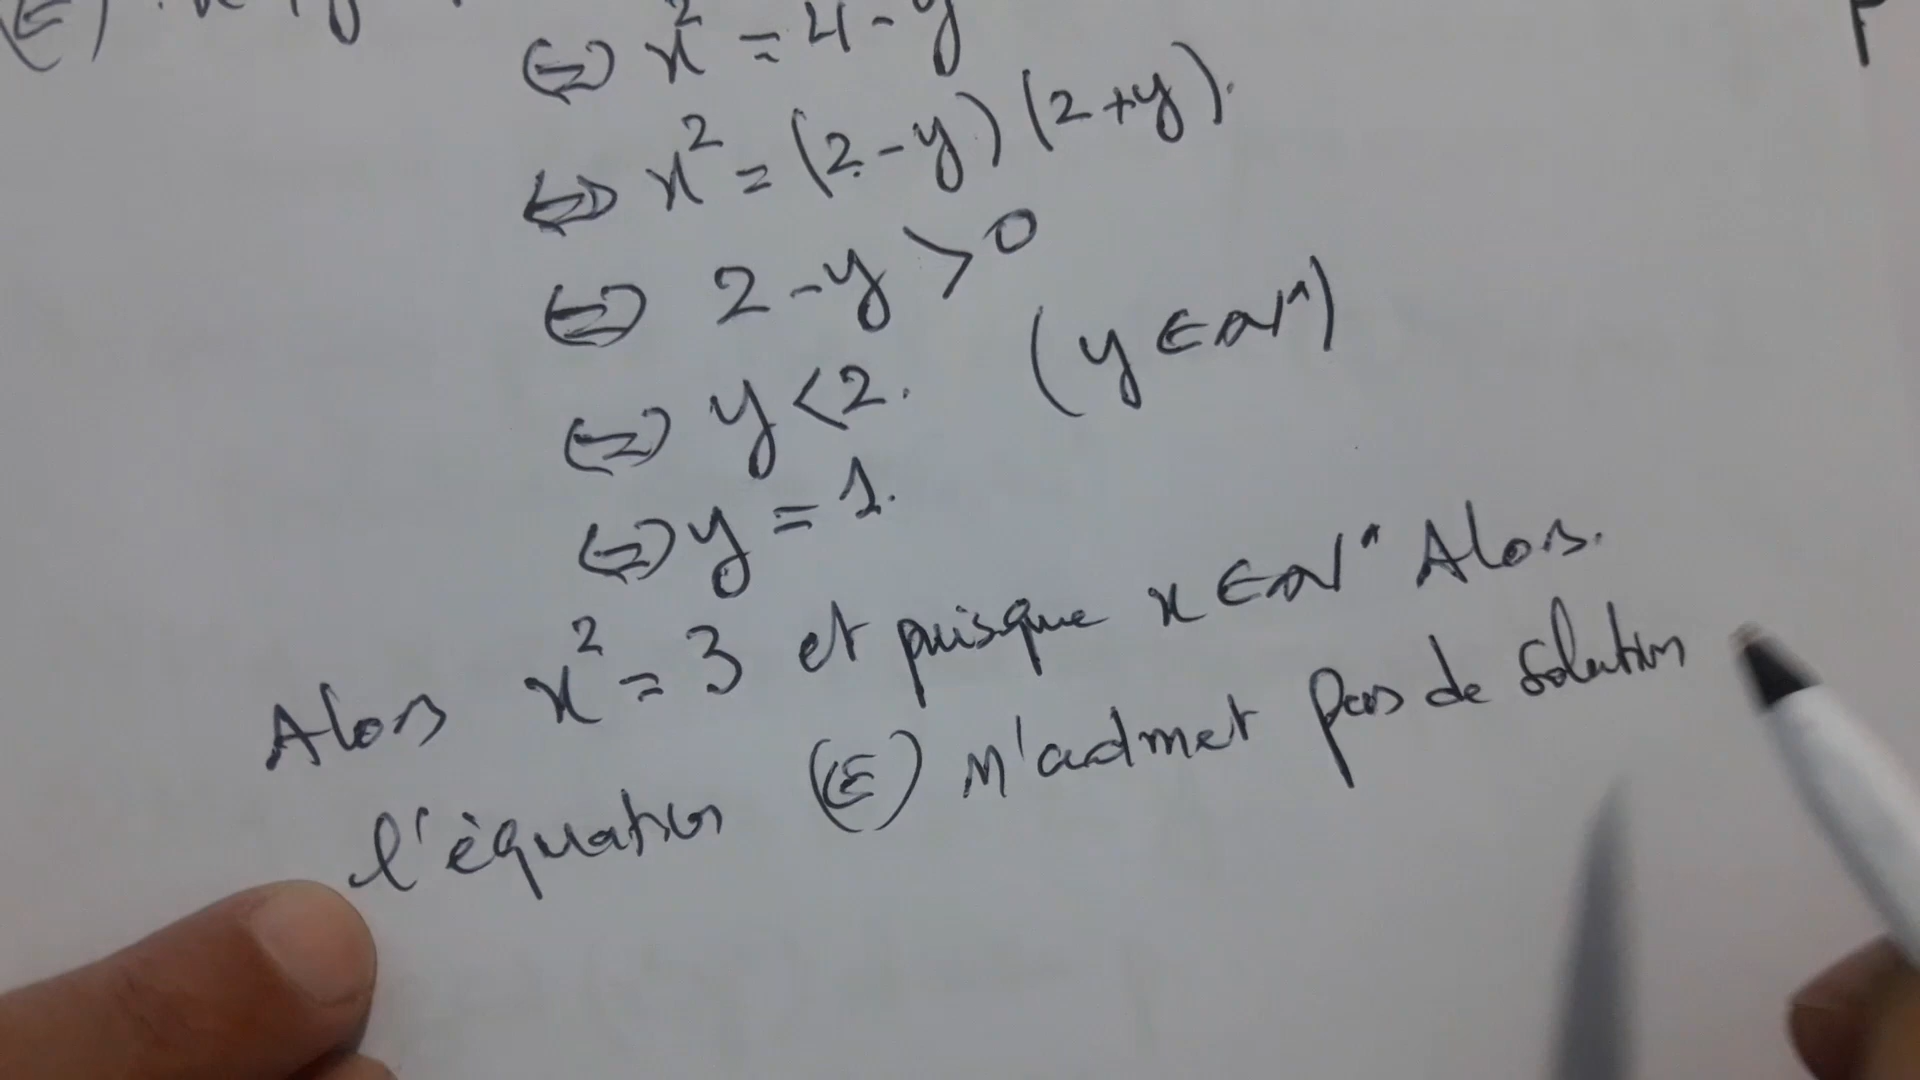 (E) : x + y
⇔ x² = 4 - y
⇔ x² = (2 - y)(2 + y).
⇔ 2 - y > 0
⇔ y < 2. (y ∈ ℕ*)
⇔ y = 1.
Alors x² = 3 et puisque x ∈ ℕ* Alors.
l'équation (E) n'admet pas de solution